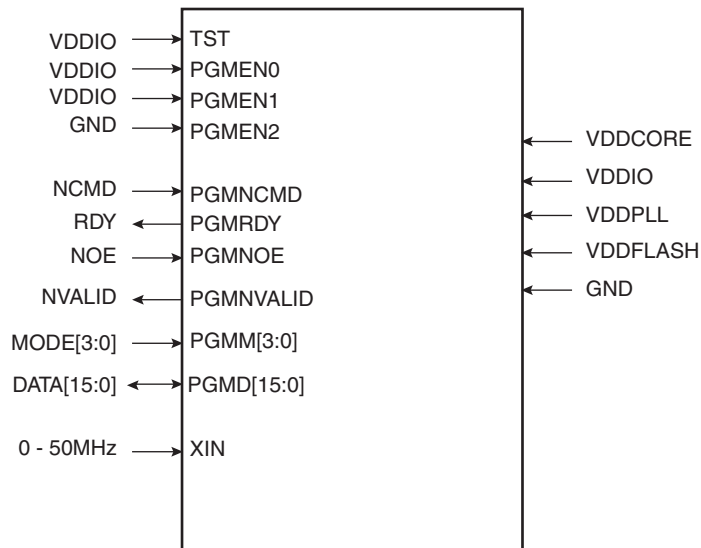 VDDIO TST
VDDIO PGMEN0
VDDIO PGMEN1
GND PGMEN2
VDDCORE
VDDIO
NCMD PGMNCMD
RDY PGMRDY
VDDPLL
NOE PGMNOE
VDDFLASH
NVALID PGMNVALID
GND
MODE[3:0] PGMM[3:0]
DATA[15:0] PGMD[15:0]
0 - 50MHz XIN